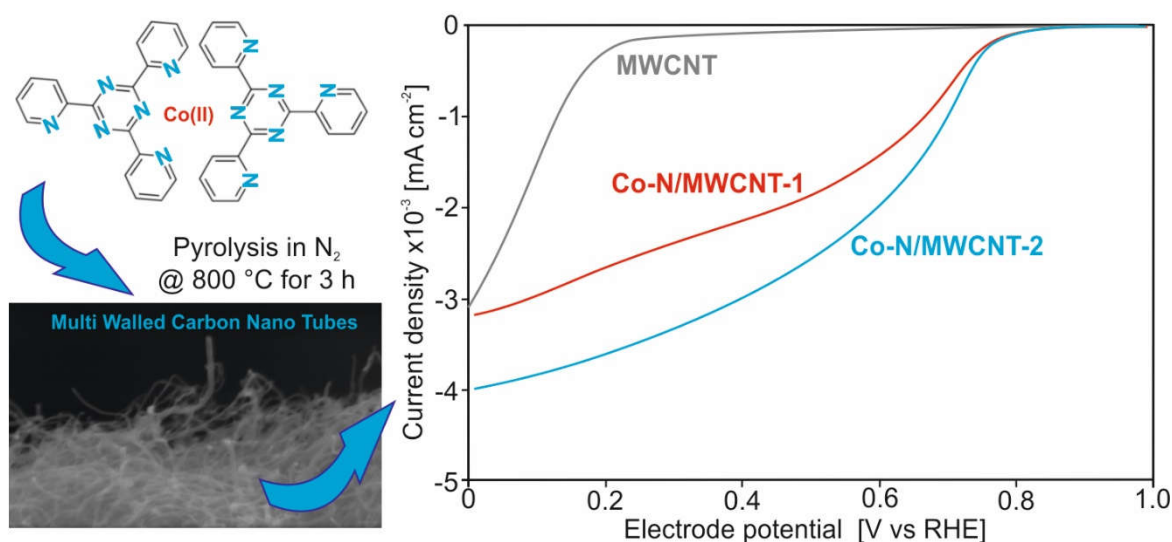 N
N
N
N
N
N
N
N
N
N
N
N
Co(II)
Pyrolysis in N₂
@ 800 °C for 3 h
Multi Walled Carbon Nano Tubes
Current density x10⁻³ [mA cm⁻²]
0
-1
-2
-3
-4
-5
MWCNT
Co-N/MWCNT-1
Co-N/MWCNT-2
0
0.2
0.4
0.6
0.8
1.0
Electrode potential [V vs RHE]